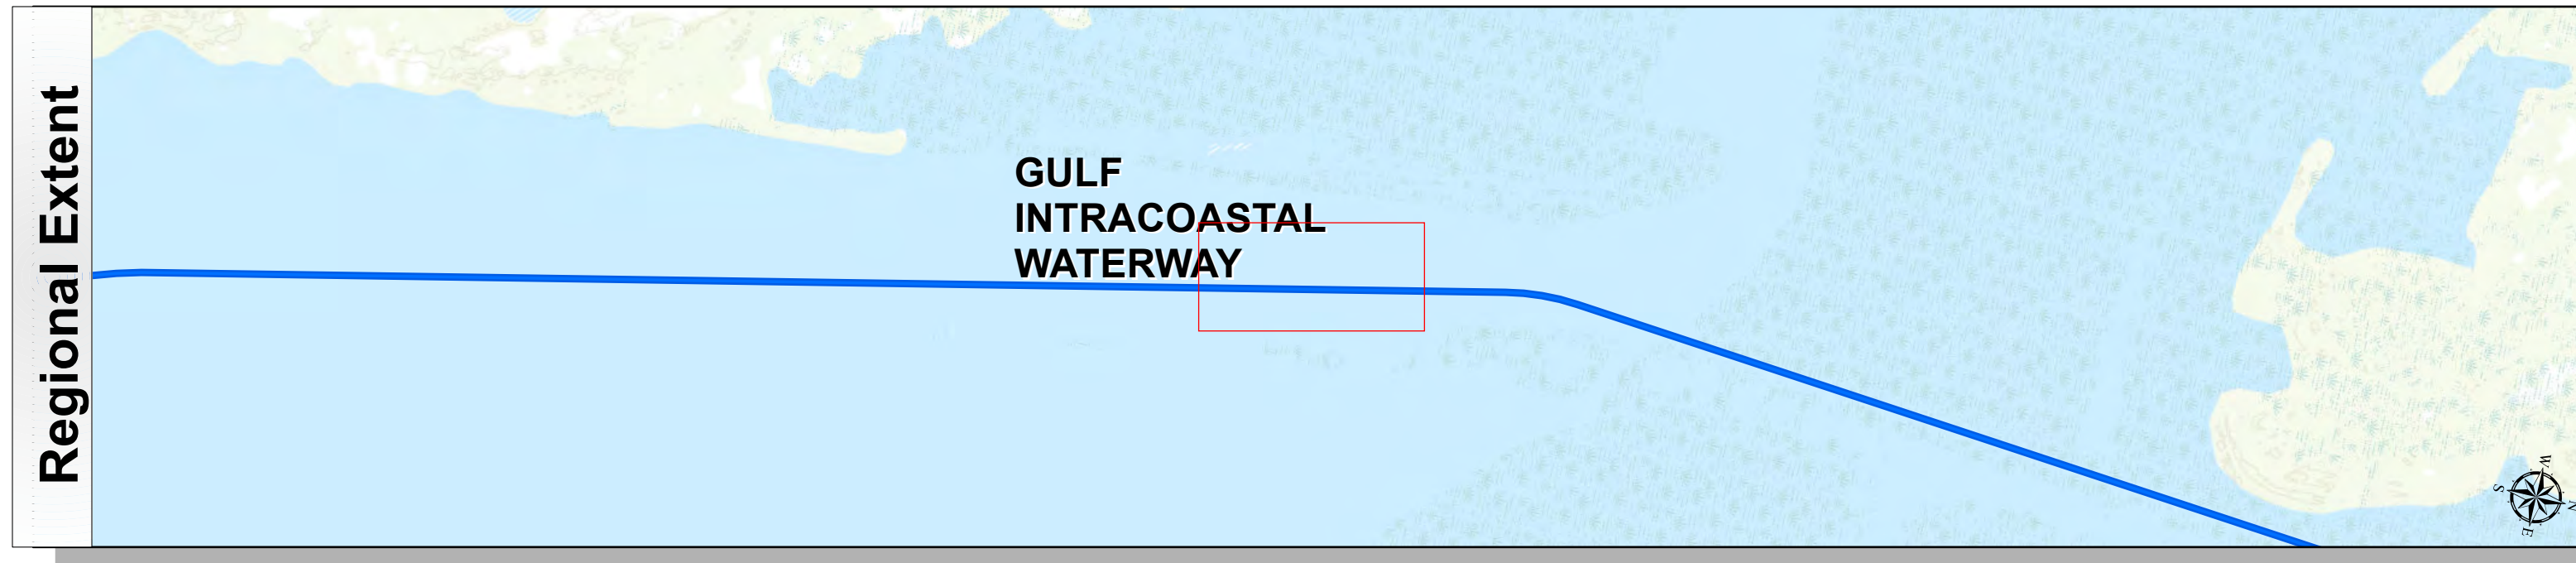 Regional Extent
GULF
INTRACOASTAL
WATERWAY
W
S
N
E